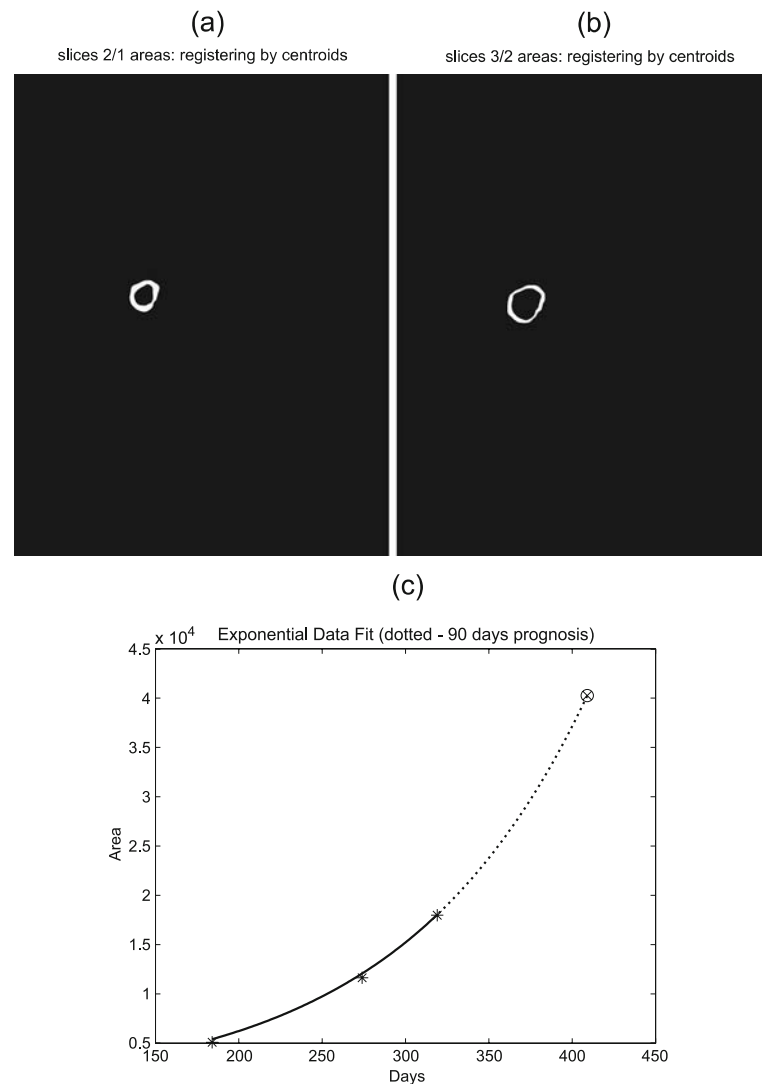 (a)
slices 2/1 areas: registering by centroids
(b)
slices 3/2 areas: registering by centroids
(c)
x 10^4
Exponential Data Fit (dotted - 90 days prognosis)
4.5
4
3.5
3
2.5
2
1.5
1
0.5
Area
150 200 250 300 350 400 450
Days